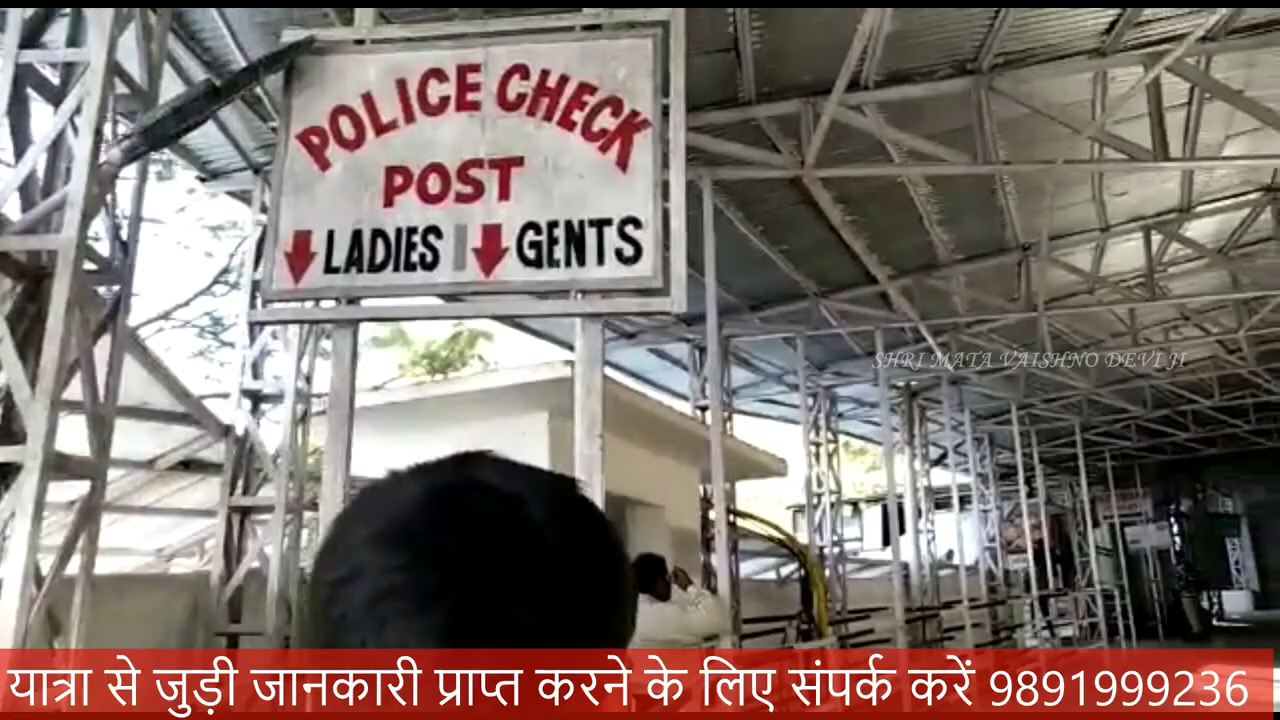 POLICE CHECK
POST
LADIES GENTS
SHRI MATA VAISHNO DEVI JI
यात्रा से जुड़ी जानकारी प्राप्त करने के लिए संपर्क करें 9891999236